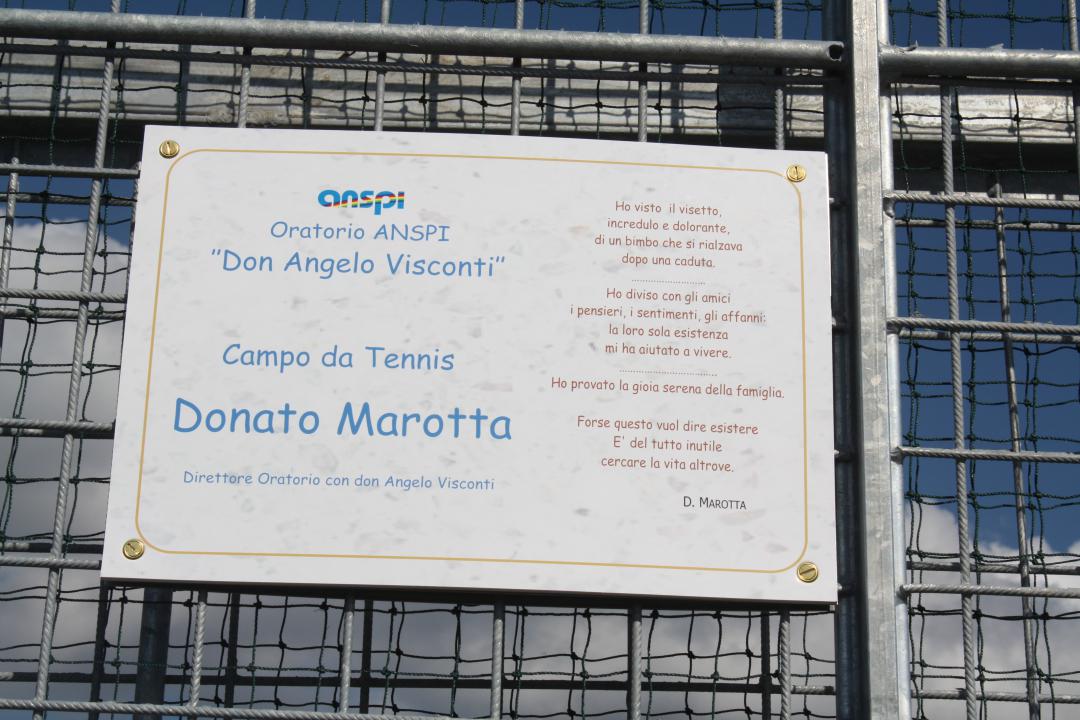 anspi
Oratorio ANSPI
"Don Angelo Visconti"
Campo da Tennis
Donato Marotta
Direttore Oratorio con don Angelo Visconti
Ho visto il visetto,
incredulo e dolorante,
di un bimbo che si rialzava
dopo una caduta.
........................
Ho diviso con gli amici
i pensieri, i sentimenti, gli affanni:
la loro sola esistenza
mi ha aiutato a vivere.
................................
Ho provato la gioia serena della famiglia.
Forse questo vuol dire esistere
E' del tutto inutile
cercare la vita altrove.
D. MAROTTA